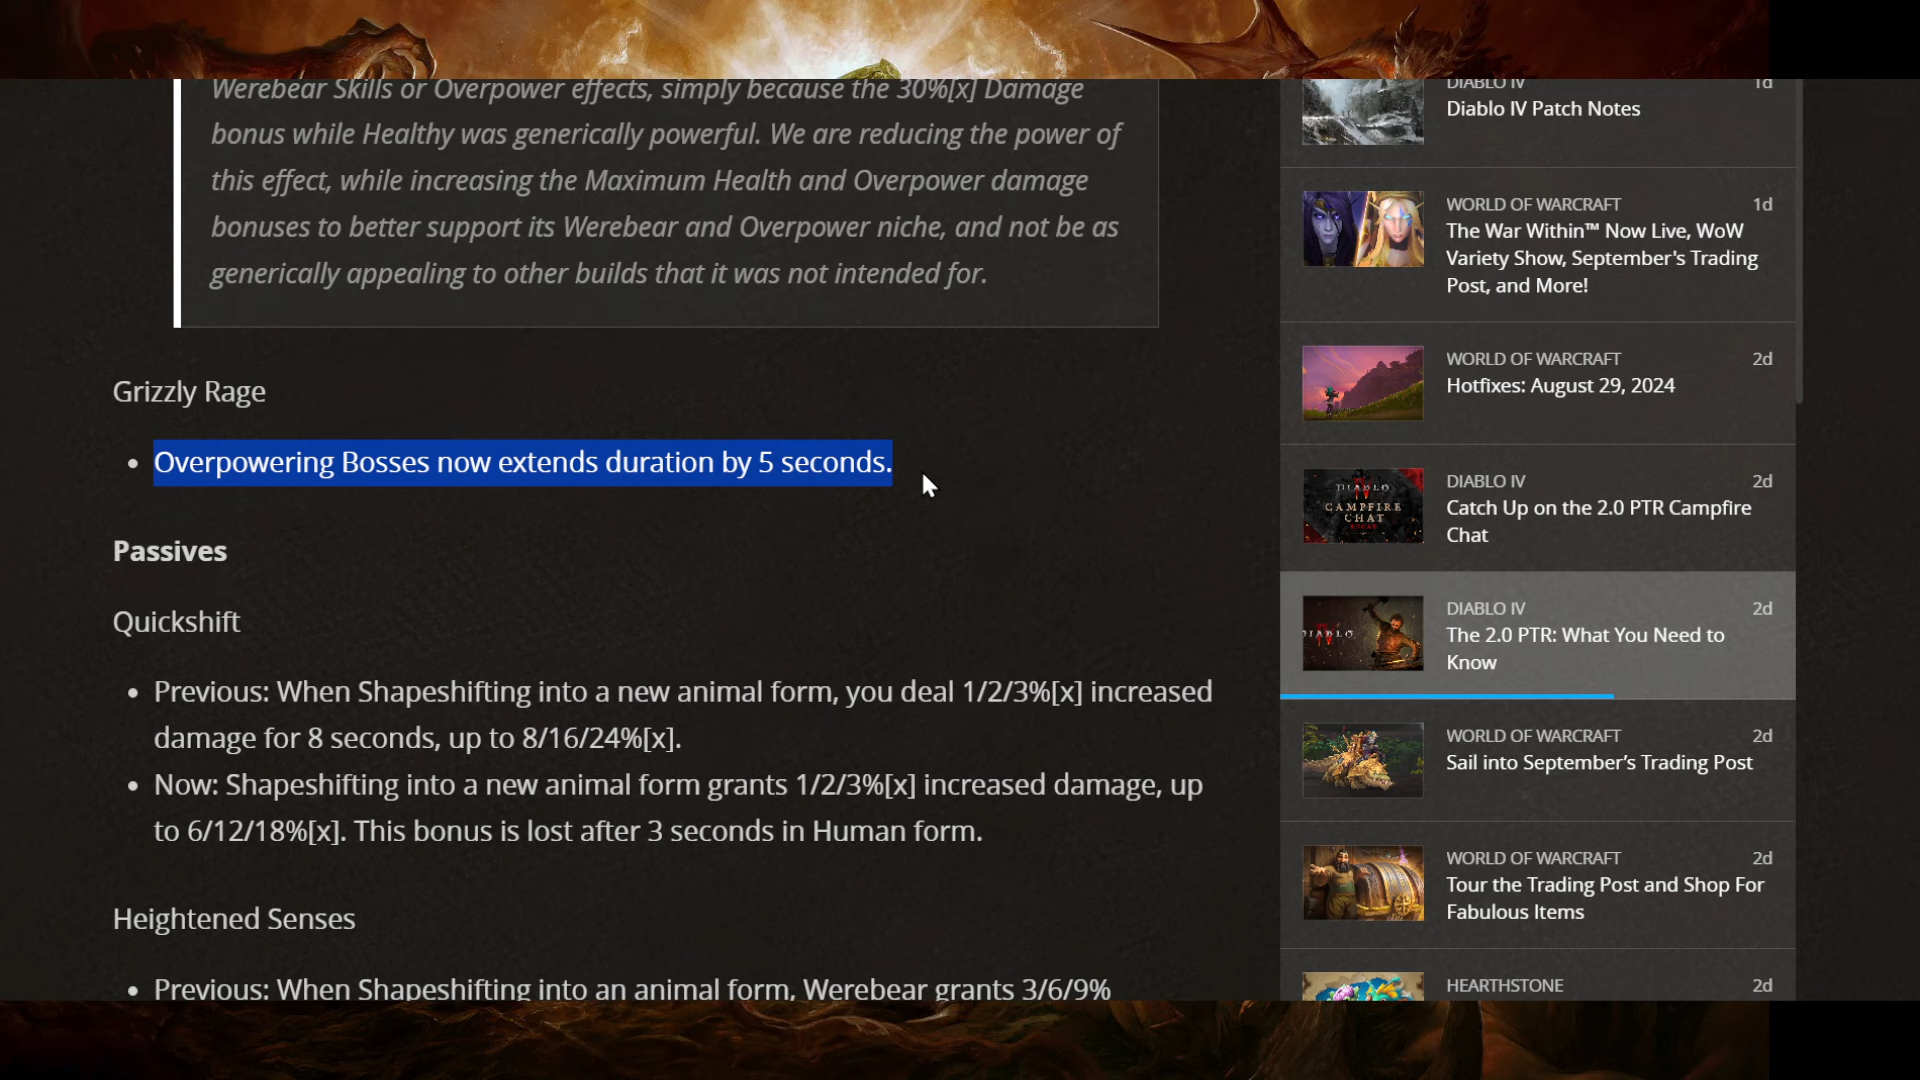 Werebear Skills or Overpower effects, simply because the 30%[x] Damage
bonus while Healthy was generically powerful. We are reducing the power of
this effect, while increasing the Maximum Health and Overpower damage
bonuses to better support its Werebear and Overpower niche, and not be as
generically appealing to other builds that it was not intended for.
Grizzly Rage
• Overpowering Bosses now extends duration by 5 seconds.
Passives
Quickshift
• Previous: When Shapeshifting into a new animal form, you deal 1/2/3%[x] increased
damage for 8 seconds, up to 8/16/24%[x].
• Now: Shapeshifting into a new animal form grants 1/2/3%[x] increased damage, up
to 6/12/18%[x]. This bonus is lost after 3 seconds in Human form.
Heightened Senses
• Previous: When Shapeshifting into an animal form, Werebear grants 3/6/9%
DIABLO IV 1d
Diablo IV Patch Notes
WORLD OF WARCRAFT 1d
The War Within™ Now Live, WoW
Variety Show, September's Trading
Post, and More!
WORLD OF WARCRAFT 2d
Hotfixes: August 29, 2024
DIABLO IV 2d
Catch Up on the 2.0 PTR Campfire
Chat
DIABLO
CAMPFIRE
CHAT
DIABLO IV 2d
The 2.0 PTR: What You Need to
Know
DIABLO
WORLD OF WARCRAFT 2d
Sail into September’s Trading Post
WORLD OF WARCRAFT 2d
Tour the Trading Post and Shop For
Fabulous Items
HEARTHSTONE 2d